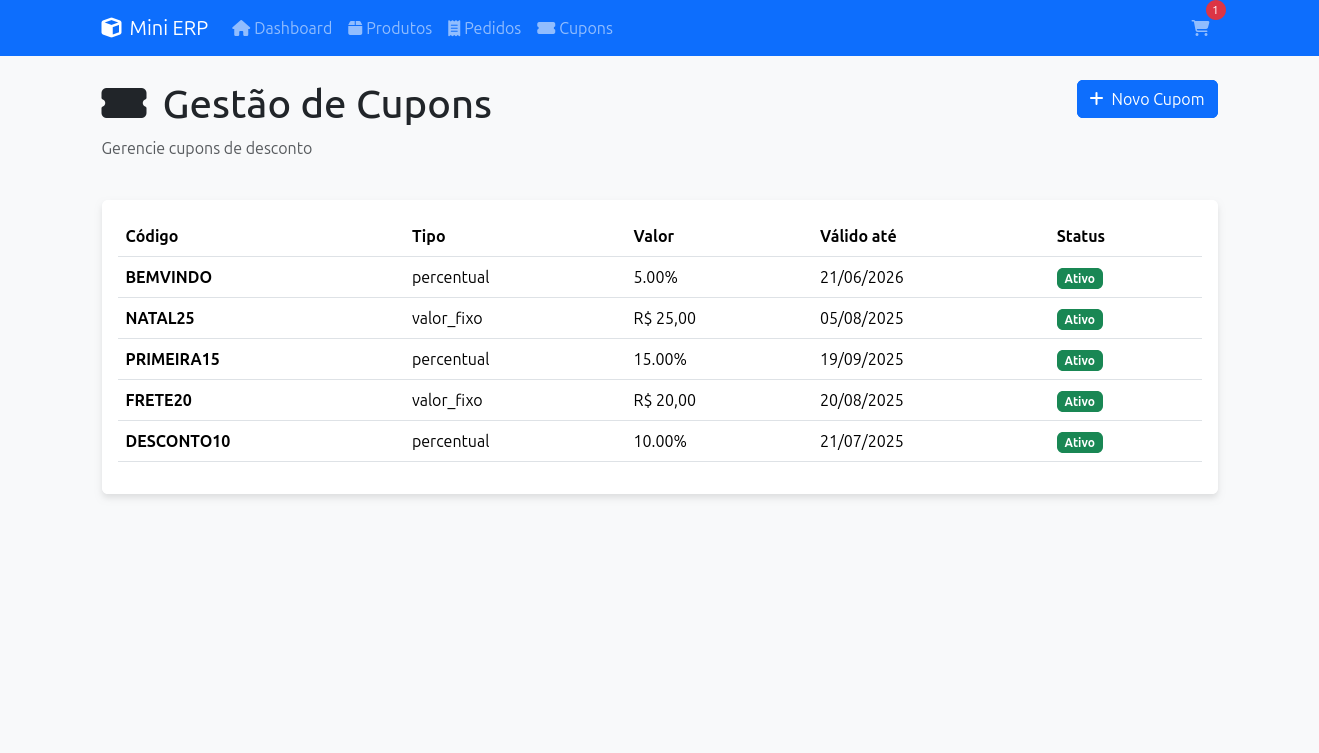 Mini ERP Dashboard Produtos Pedidos Cupons 1
Gestão de Cupons
+ Novo Cupom
Gerencie cupons de desconto
Código Tipo Valor Válido até Status
BEMVINDO percentual 5.00% 21/06/2026 Ativo
NATAL25 valor_fixo R$ 25,00 05/08/2025 Ativo
PRIMEIRA15 percentual 15.00% 19/09/2025 Ativo
FRETE20 valor_fixo R$ 20,00 20/08/2025 Ativo
DESCONTO10 percentual 10.00% 21/07/2025 Ativo